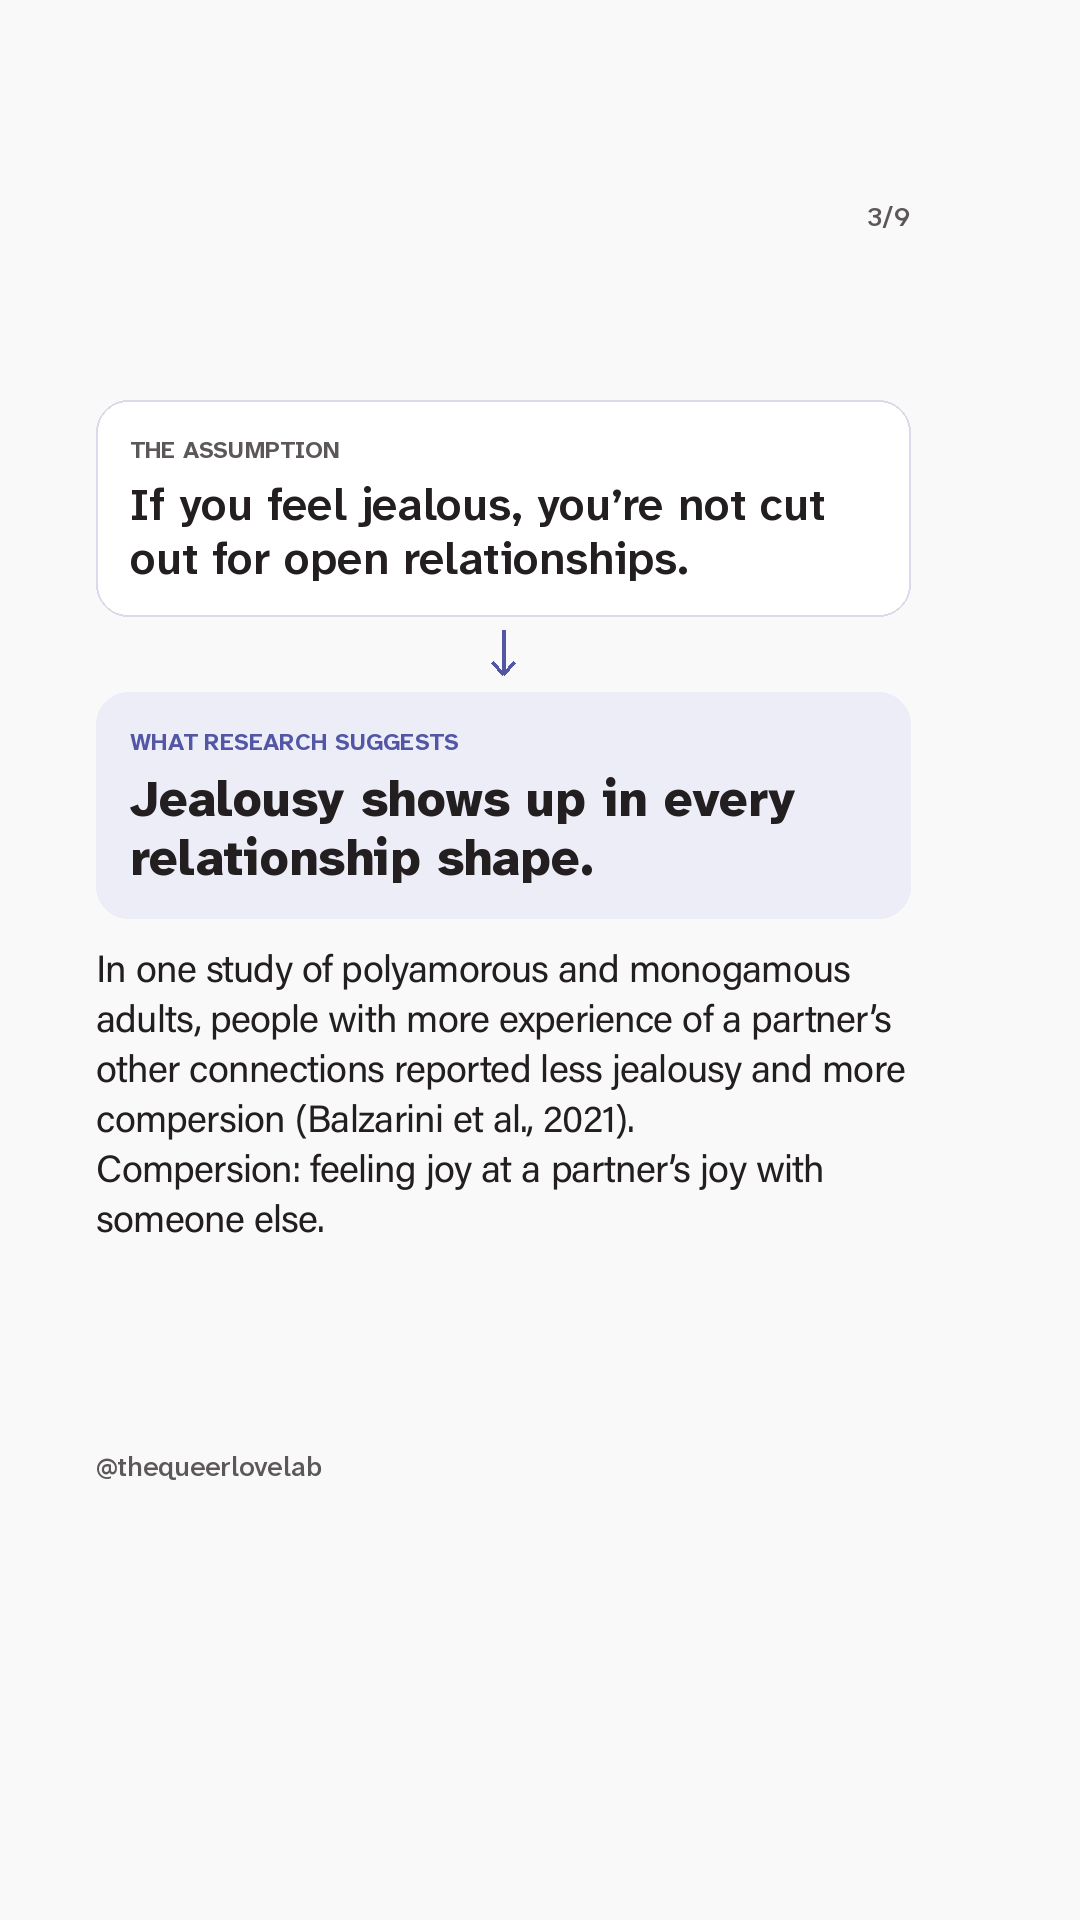 3/9
THE ASSUMPTION
If you feel jealous, you’re not cut
out for open relationships.
WHAT RESEARCH SUGGESTS
Jealousy shows up in every
relationship shape.
In one study of polyamorous and monogamous
adults, people with more experience of a partner’s
other connections reported less jealousy and more
compersion (Balzarini et al., 2021).
Compersion: feeling joy at a partner’s joy with
someone else.
@thequeerlovelab